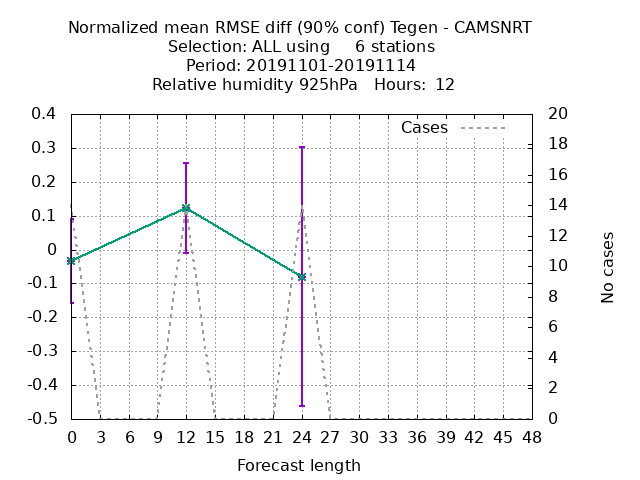 Normalized mean RMSE diff (90% conf) Tegen - CAMSNRT
Selection: ALL using     6 stations
Period: 20191101-20191114
Relative humidity 925hPa   Hours:  12
Cases
0.4
0.3
0.2
0.1
0
-0.1
-0.2
-0.3
-0.4
-0.5
20
18
16
14
12
10
8
6
4
2
0
No cases
0 3 6 9 12 15 18 21 24 27 30 33 36 39 42 45 48
Forecast length